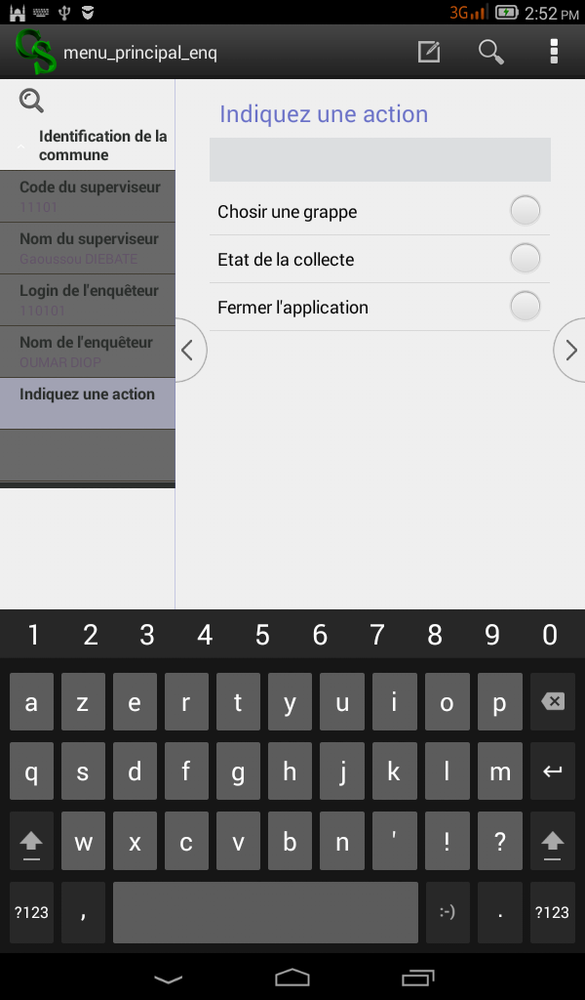 3G 2:52 PM
CS menu_principal_enq
Identification de la
commune
Code du superviseur
11101
Nom du superviseur
Gaoussou DIEBATE
Login de l'enquêteur
110101
Nom de l'enquêteur
OUMAR DIOP
Indiquez une action
Indiquez une action
Chosir une grappe
Etat de la collecte
Fermer l'application
1 2 3 4 5 6 7 8 9 0
a z e r t y u i o p
q s d f g h j k l m
w x c v b n ' ! ?
?123 , :-) . ?123